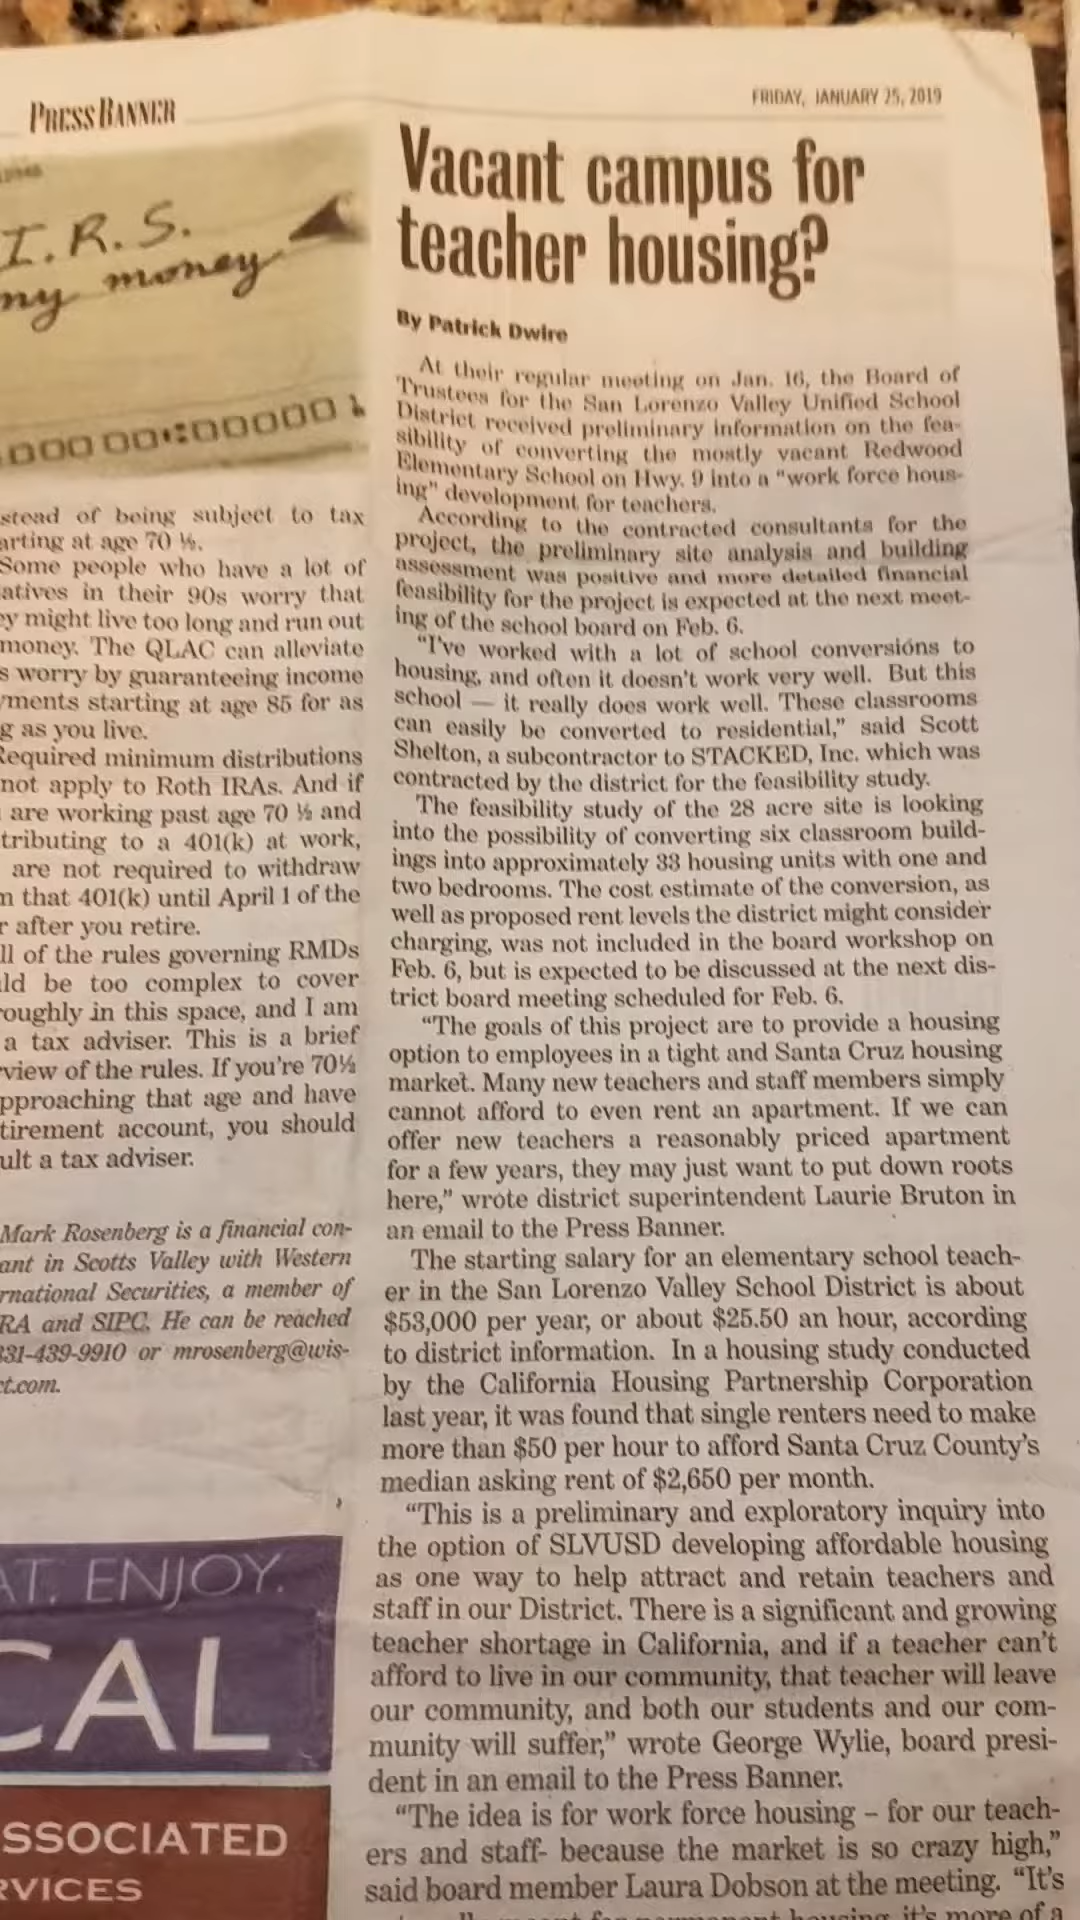 PRESS BANNER
FRIDAY, JANUARY 25, 2019
I.R.S.
my money
stead of being subject to tax
arting at age 70 ½.
Some people who have a lot of
atives in their 90s worry that
ey might live too long and run out
money. The QLAC can alleviate
s worry by guaranteeing income
yments starting at age 85 for as
g as you live.
Required minimum distributions
not apply to Roth IRAs. And if
are working past age 70 ½ and
tributing to a 401(k) at work,
are not required to withdraw
m that 401(k) until April 1 of the
r after you retire.
ll of the rules governing RMDs
ld be too complex to cover
roughly in this space, and I am
a tax adviser. This is a brief
rview of the rules. If you're 70½
pproaching that age and have
tirement account, you should
ult a tax adviser.
Mark Rosenberg is a financial con-
ant in Scotts Valley with Western
rnational Securities, a member of
RA and SIPC. He can be reached
331-439-9910 or mrosenberg@wis-
ct.com.
AT. ENJOY.
CAL
SSOCIATED
RVICES
Vacant campus for
teacher housing?
By Patrick Dwire
At their regular meeting on Jan. 16, the Board of
Trustees for the San Lorenzo Valley Unified School
District received preliminary information on the fea-
sibility of converting the mostly vacant Redwood
Elementary School on Hwy. 9 into a "work force hous-
ing" development for teachers.
According to the contracted consultants for the
project, the preliminary site analysis and building
assessment was positive and more detailed financial
feasibility for the project is expected at the next meet-
ing of the school board on Feb. 6.
"I've worked with a lot of school conversions to
housing, and often it doesn't work very well. But this
school — it really does work well. These classrooms
can easily be converted to residential," said Scott
Shelton, a subcontractor to STACKED, Inc. which was
contracted by the district for the feasibility study.
The feasibility study of the 28 acre site is looking
into the possibility of converting six classroom build-
ings into approximately 33 housing units with one and
two bedrooms. The cost estimate of the conversion, as
well as proposed rent levels the district might consider
charging, was not included in the board workshop on
Feb. 6, but is expected to be discussed at the next dis-
trict board meeting scheduled for Feb. 6.
"The goals of this project are to provide a housing
option to employees in a tight and Santa Cruz housing
market. Many new teachers and staff members simply
cannot afford to even rent an apartment. If we can
offer new teachers a reasonably priced apartment
for a few years, they may just want to put down roots
here," wrote district superintendent Laurie Bruton in
an email to the Press Banner.
The starting salary for an elementary school teach-
er in the San Lorenzo Valley School District is about
$53,000 per year, or about $25.50 an hour, according
to district information. In a housing study conducted
by the California Housing Partnership Corporation
last year, it was found that single renters need to make
more than $50 per hour to afford Santa Cruz County's
median asking rent of $2,650 per month.
"This is a preliminary and exploratory inquiry into
the option of SLVUSD developing affordable housing
as one way to help attract and retain teachers and
staff in our District. There is a significant and growing
teacher shortage in California, and if a teacher can't
afford to live in our community, that teacher will leave
our community, and both our students and our com-
munity will suffer," wrote George Wylie, board presi-
dent in an email to the Press Banner.
"The idea is for work force housing – for our teach-
ers and staff- because the market is so crazy high,"
said board member Laura Dobson at the meeting. "It's
housing, it's more of a